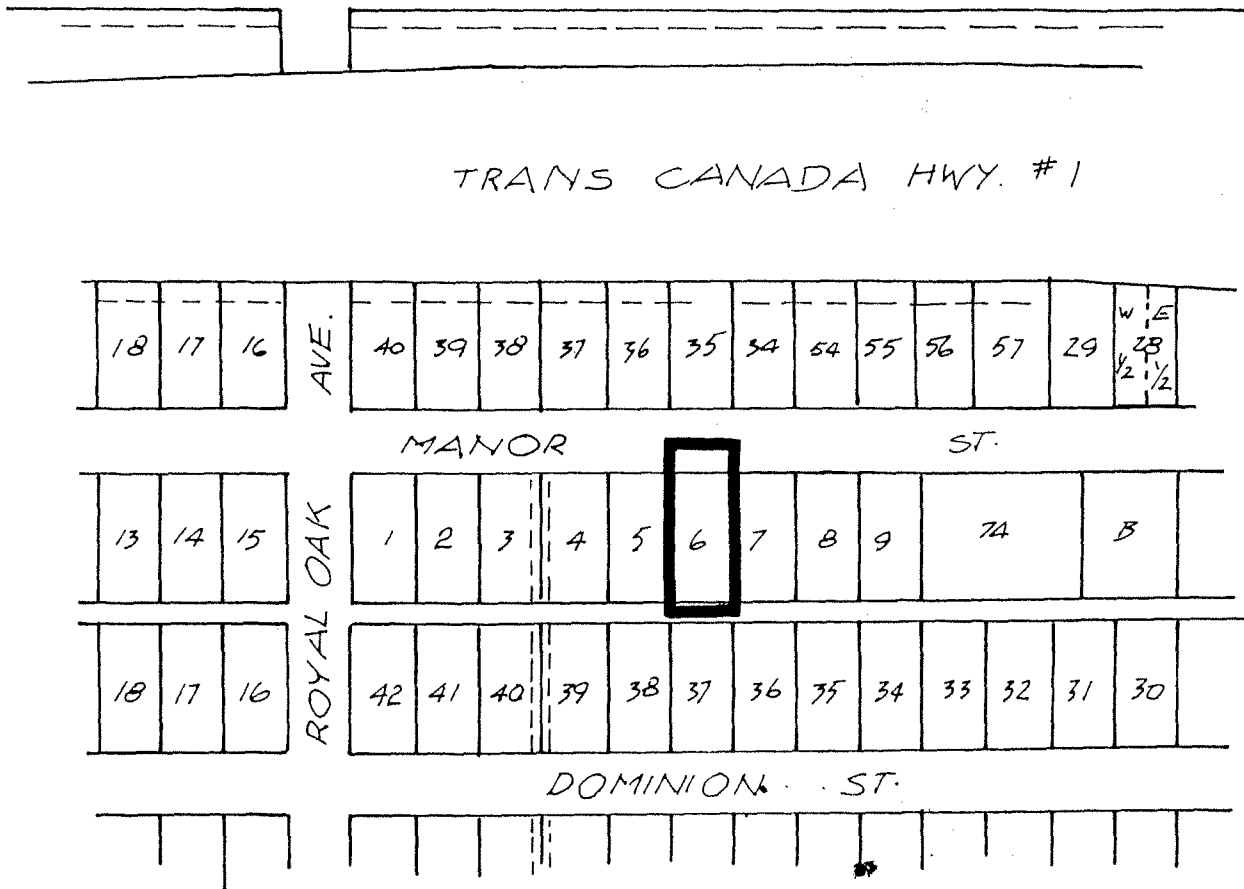 TRANS CANADA HWY. #1
18 17 16 40 39 38 37 36 35 34 54 55 56 57 29 W 1/2 28 E 1/2
AVE.
MANOR ST.
13 14 15 1 2 3 4 5 6 7 8 9 7A B
ROYAL OAK
18 17 16 42 41 40 39 38 37 36 35 34 33 32 31 30
DOMINION ST.